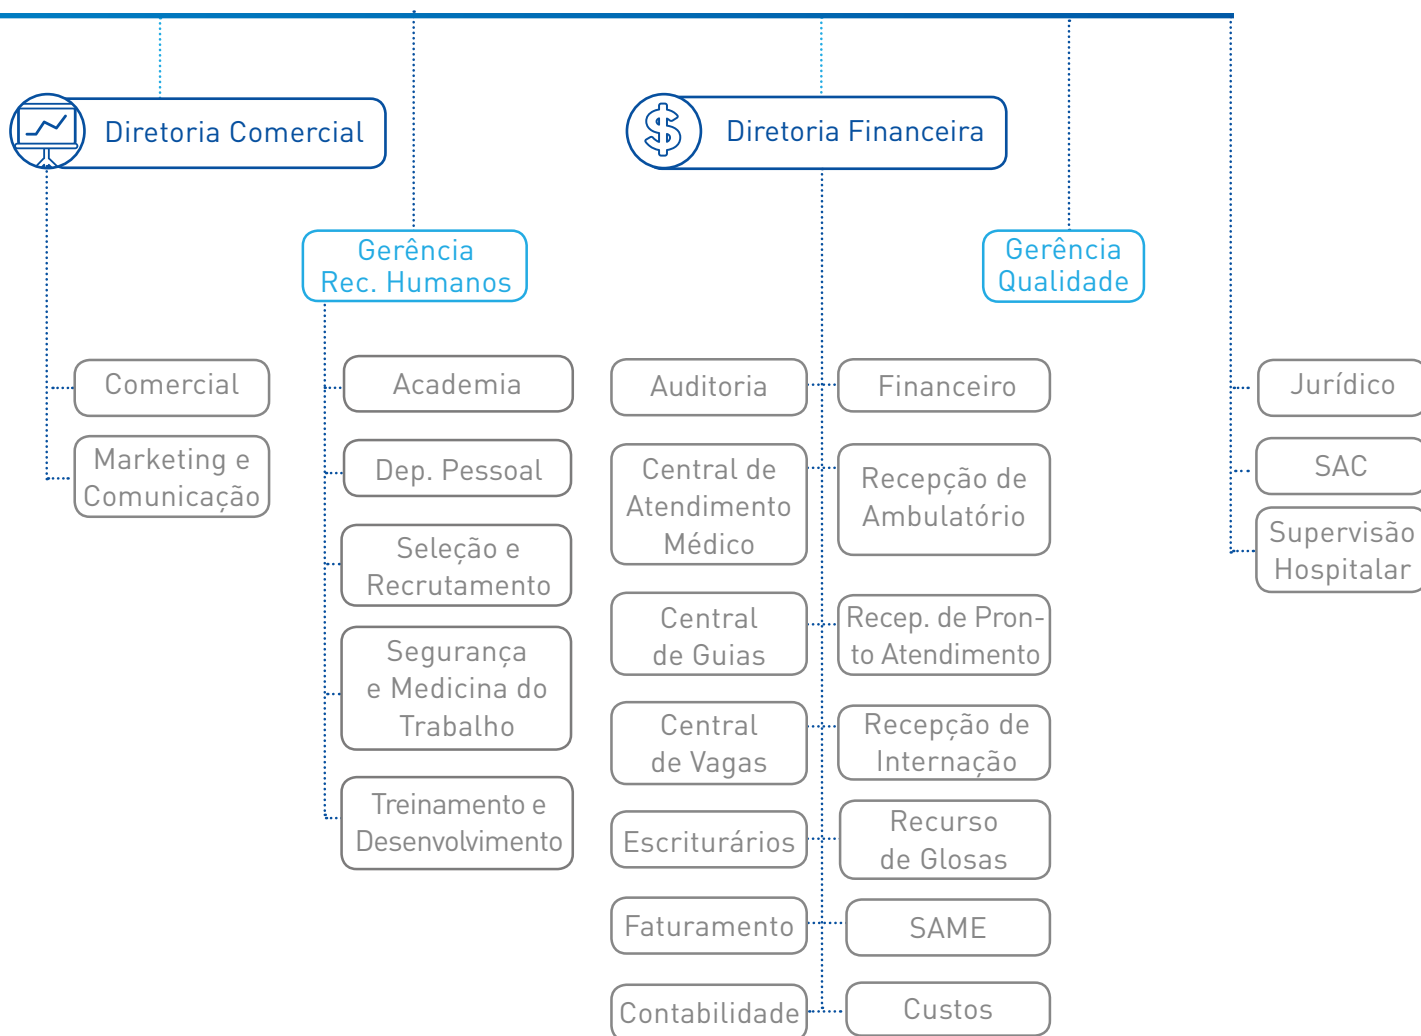 Diretoria Comercial
Diretoria Financeira
Gerência
Rec. Humanos
Gerência
Qualidade
Comercial
Marketing e
Comunicação
Academia
Dep. Pessoal
Seleção e
Recrutamento
Segurança
e Medicina do
Trabalho
Treinamento e
Desenvolvimento
Auditoria
Central de
Atendimento
Médico
Central
de Guias
Central
de Vagas
Escriturários
Faturamento
Contabilidade
Financeiro
Recepção de
Ambulatório
Recep. de Pron-
to Atendimento
Recepção de
Internação
Recurso
de Glosas
SAME
Custos
Jurídico
SAC
Supervisão
Hospitalar